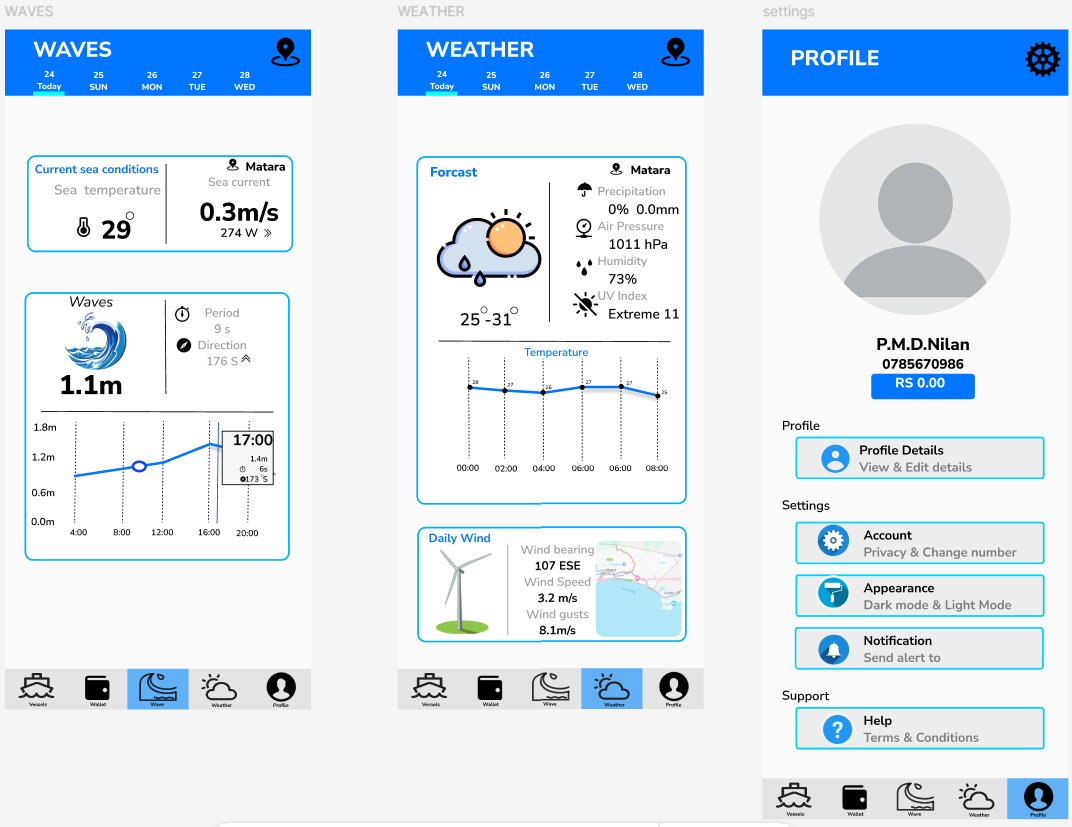 WAVES
WAVES
24 25 26 27 28
Today SUN MON TUE WED
Current sea conditions
Matara
Sea temperature
Sea current
29°
0.3m/s
274 W
Waves
1.1m
Period
9 s
Direction
176 S
1.8m
1.2m
0.6m
0.0m
17:00
1.4m
6s
173°S
4:00 8:00 12:00 16:00 20:00
Vessels Wallet Wave Weather Profile
WEATHER
WEATHER
24 25 26 27 28
Today SUN MON TUE WED
Forcast
Matara
Precipitation
0% 0.0mm
Air Pressure
1011 hPa
Humidity
73%
UV Index
Extreme 11
25°-31°
Temperature
28 27 26 27 27 25
00:00 02:00 04:00 06:00 06:00 08:00
Daily Wind
Wind bearing
107 ESE
Wind Speed
3.2 m/s
Wind gusts
8.1m/s
Vessels Wallet Wave Weather Profile
settings
PROFILE
P.M.D.Nilan
0785670986
RS 0.00
Profile
Profile Details
View & Edit details
Settings
Account
Privacy & Change number
Appearance
Dark mode & Light Mode
Notification
Send alert to
Support
?
Help
Terms & Conditions
Vessels Wallet Wave Weather Profile